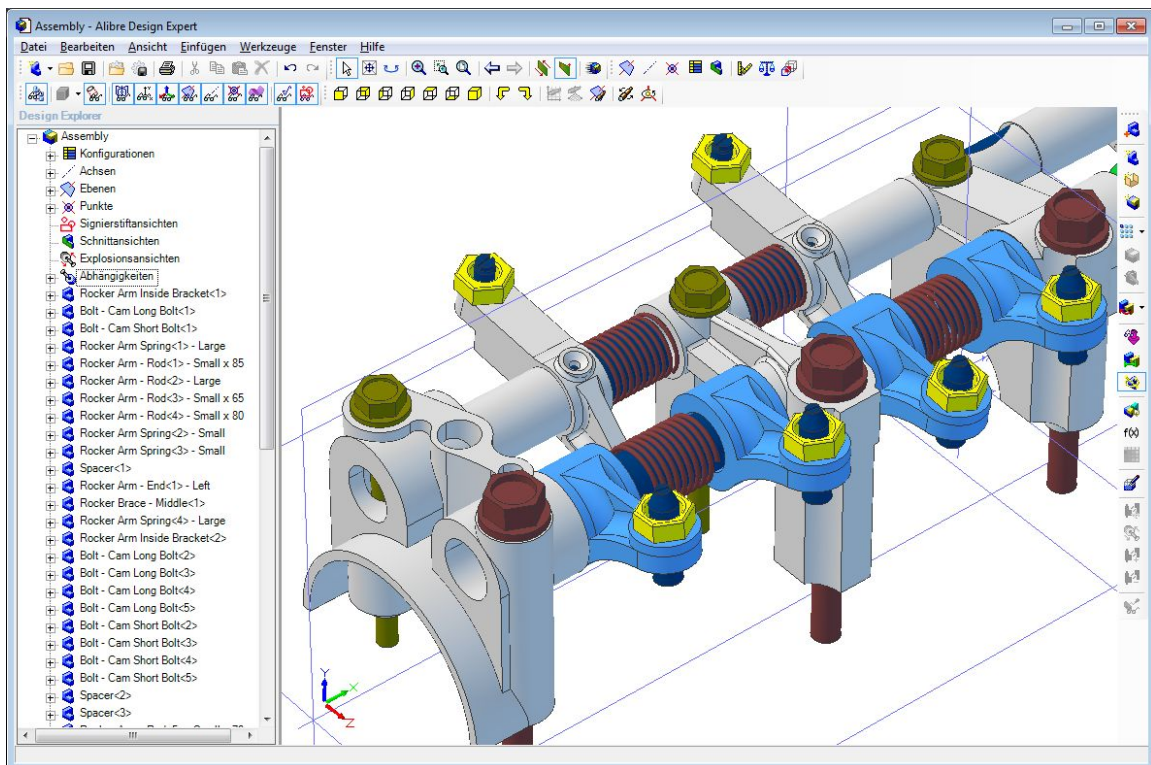 Assembly - Alibre Design Expert
Datei Bearbeiten Ansicht Einfügen Werkzeuge Fenster Hilfe
Design Explorer
Assembly
Konfigurationen
Achsen
Ebenen
Punkte
Signierstiftansichten
Schnittansichten
Explosionsansichten
Abhängigkeiten
Rocker Arm Inside Bracket<1>
Bolt - Cam Long Bolt<1>
Bolt - Cam Short Bolt<1>
Rocker Arm Spring<1> - Large
Rocker Arm - Rod<1> - Small x 85
Rocker Arm - Rod<2> - Large
Rocker Arm - Rod<3> - Small x 65
Rocker Arm - Rod<4> - Small x 80
Rocker Arm Spring<2> - Small
Rocker Arm Spring<3> - Small
Spacer<1>
Rocker Arm - End<1> - Left
Rocker Brace - Middle<1>
Rocker Arm Spring<4> - Large
Rocker Arm Inside Bracket<2>
Bolt - Cam Long Bolt<2>
Bolt - Cam Long Bolt<3>
Bolt - Cam Long Bolt<4>
Bolt - Cam Long Bolt<5>
Bolt - Cam Short Bolt<2>
Bolt - Cam Short Bolt<3>
Bolt - Cam Short Bolt<4>
Bolt - Cam Short Bolt<5>
Spacer<2>
Spacer<3>
Y
X
Z
f(x)